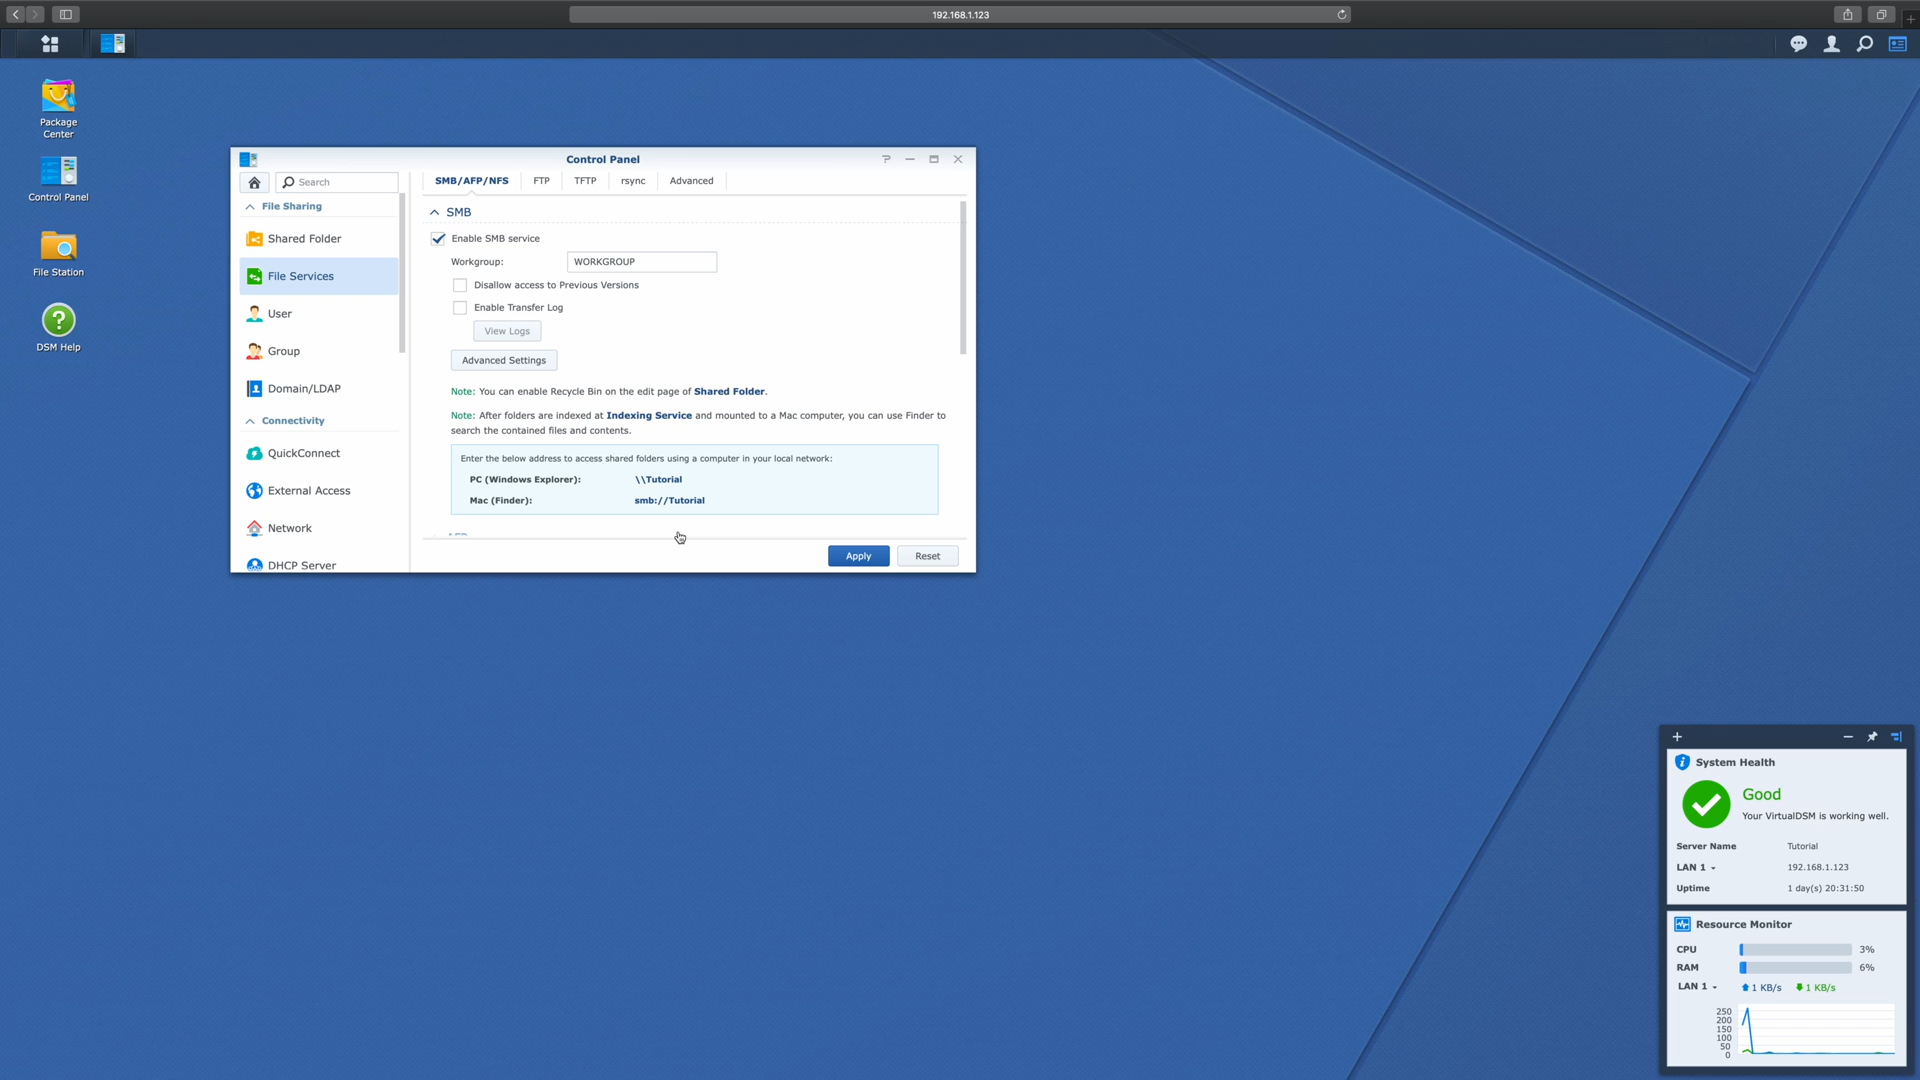 192.168.1.123
Package
Center
Control Panel
File Station
DSM Help
Control Panel
Search
File Sharing
Shared Folder
File Services
User
Group
Domain/LDAP
Connectivity
QuickConnect
External Access
Network
DHCP Server
SMB/AFP/NFS FTP TFTP rsync Advanced
SMB
Enable SMB service
Workgroup: WORKGROUP
Disallow access to Previous Versions
Enable Transfer Log
View Logs
Advanced Settings
Note: You can enable Recycle Bin on the edit page of Shared Folder.
Note: After folders are indexed at Indexing Service and mounted to a Mac computer, you can use Finder to
search the contained files and contents.
Enter the below address to access shared folders using a computer in your local network:
PC (Windows Explorer): \\Tutorial
Mac (Finder): smb://Tutorial
Apply Reset
System Health
Good
Your VirtualDSM is working well.
Server Name Tutorial
LAN 1 192.168.1.123
Uptime 1 day(s) 20:31:50
Resource Monitor
CPU 3%
RAM 6%
LAN 1 1 KB/s 1 KB/s
250
200
150
100
50
0